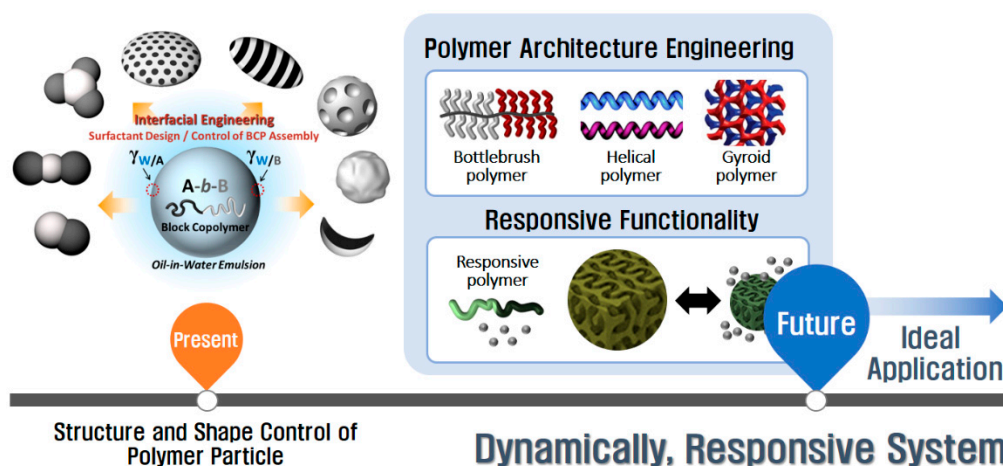 Interfacial Engineering
Surfactant Design / Control of BCP Assembly
γW/A
γW/B
A-b-B
Block Copolymer
Oil-in-Water Emulsion
Present
Structure and Shape Control of
Polymer Particle
Polymer Architecture Engineering
Bottlebrush
polymer
Helical
polymer
Gyroid
polymer
Responsive Functionality
Responsive
polymer
Future
Ideal
Application
Dynamically, Responsive System